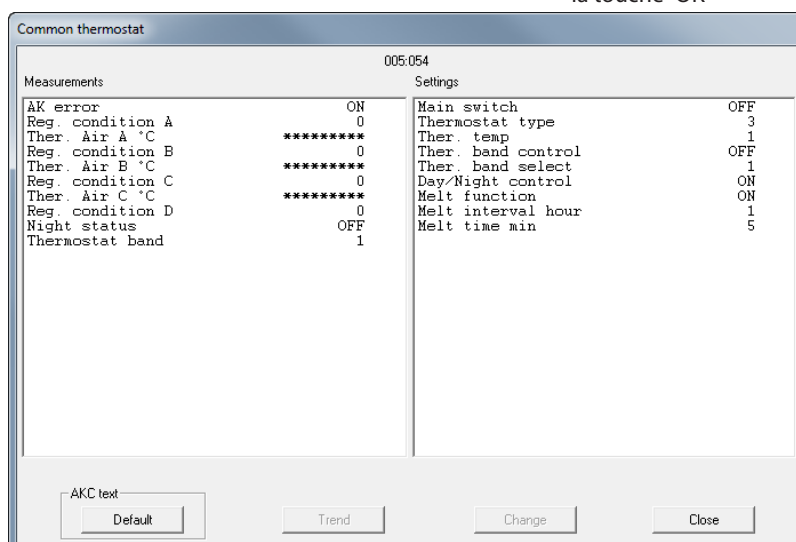 la touche "OK"
Common thermostat
005:054
Measurements
Settings
AK error ON
Reg. condition A 0
Ther. Air A °C *********
Reg. condition B 0
Ther. Air B °C *********
Reg. condition C 0
Ther. Air C °C *********
Reg. condition D 0
Night status OFF
Thermostat band 1
Main switch OFF
Thermostat type 3
Ther. temp 1
Ther. band control OFF
Ther. band select 1
Day/Night control ON
Melt function ON
Melt interval hour 1
Melt time min 5
AKC text
Default
Trend
Change
Close